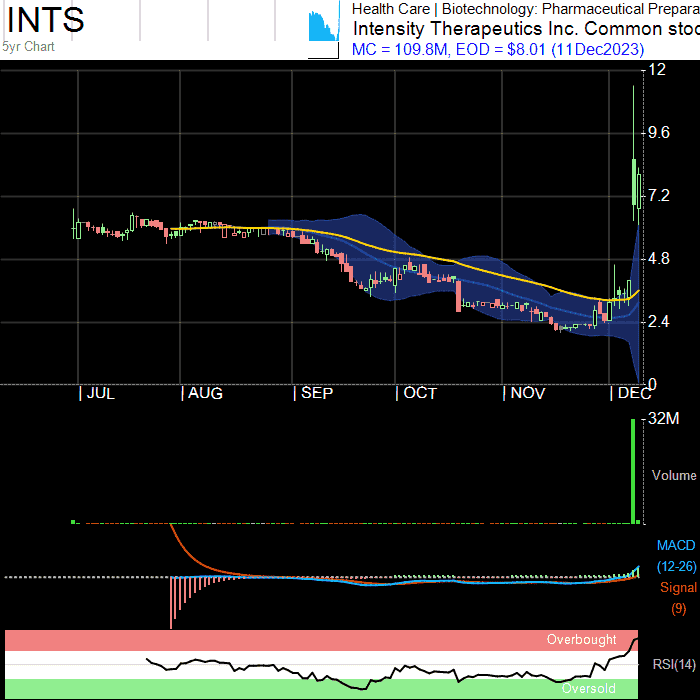 INTS
5yr Chart
Health Care | Biotechnology: Pharmaceutical Prepara
Intensity Therapeutics Inc. Common stoc
MC = 109.8M, EOD = $8.01 (11Dec2023)
12
9.6
7.2
4.8
2.4
0
| JUL | AUG | SEP | OCT | NOV | DEC
32M
Volume
MACD
(12-26)
Signal
(9)
Overbought
RSI(14)
Oversold